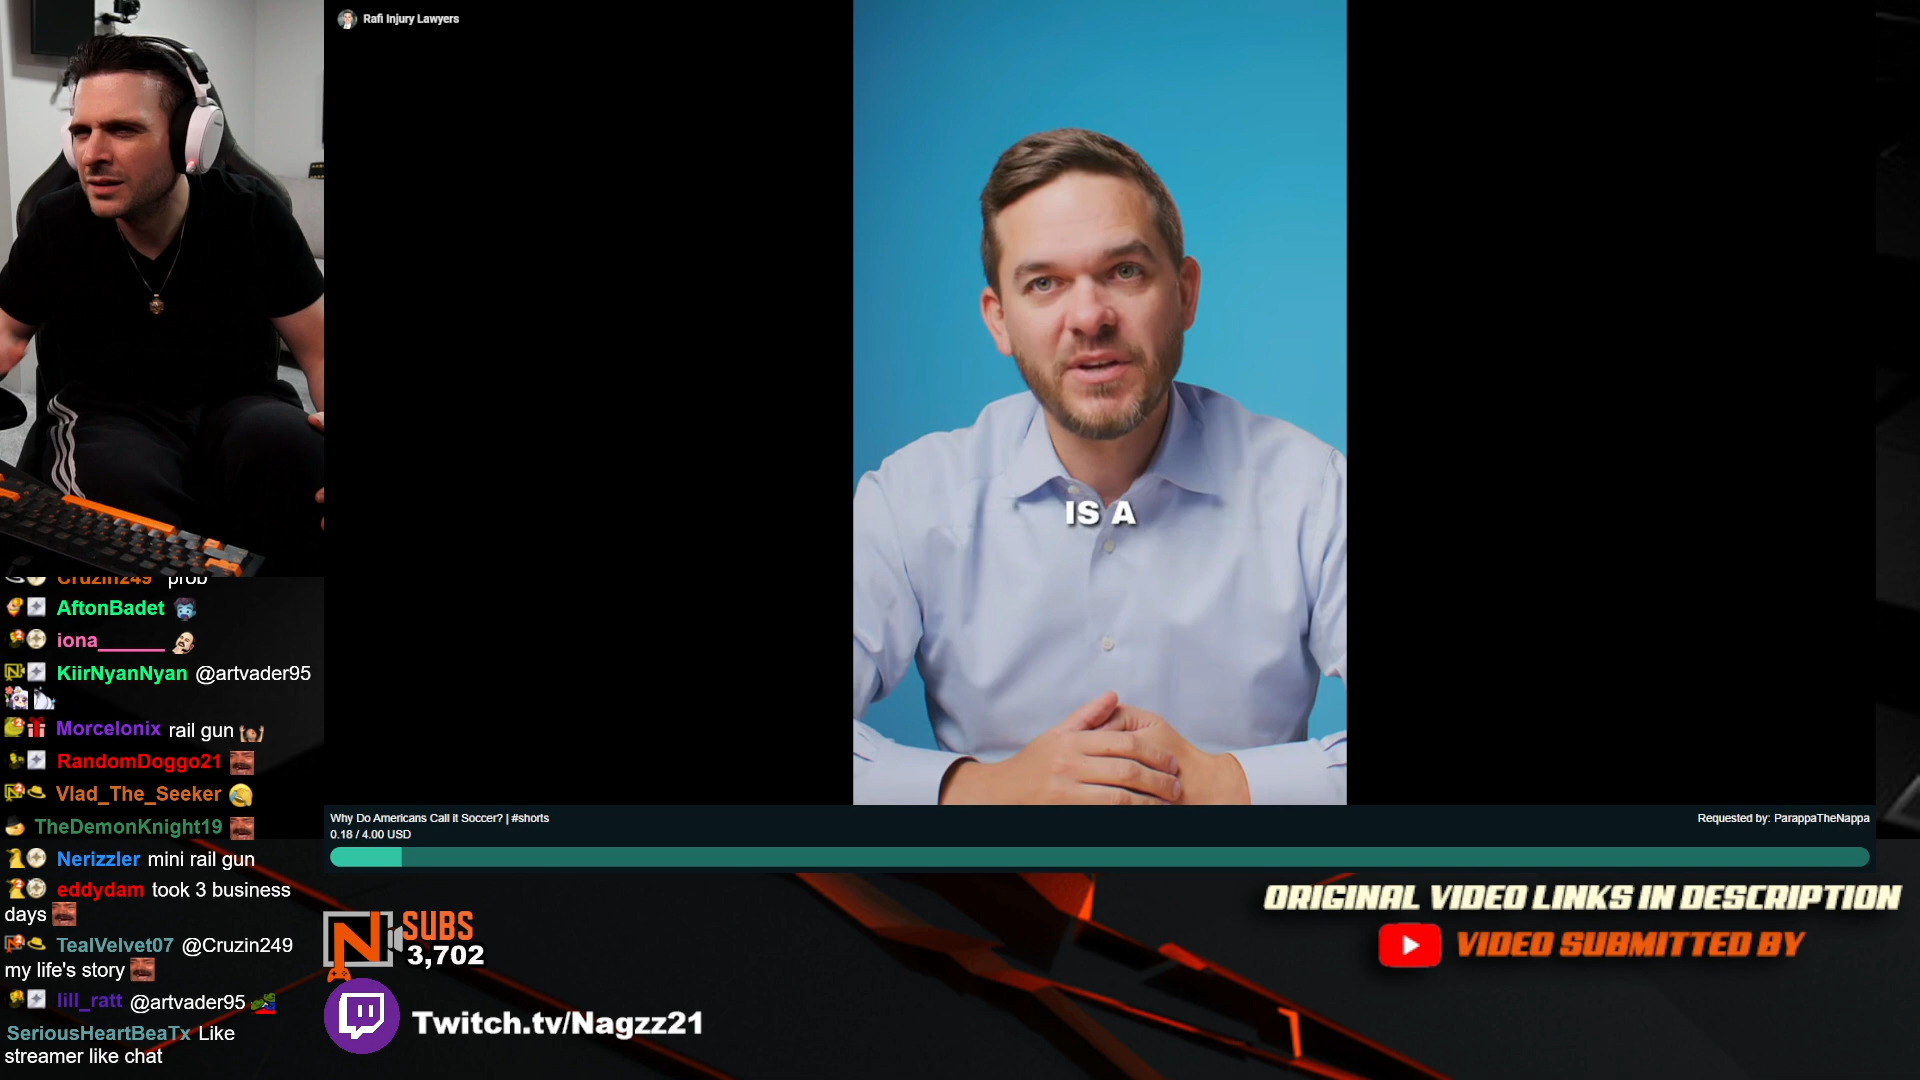 Rafi Injury Lawyers
IS A
Cruzin249 prob
AftonBadet
iona______
KiirNyanNyan @artvader95
Morcelonix rail gun
RandomDoggo21
Vlad_The_Seeker
TheDemonKnight19
Nerizzler mini rail gun
eddydam took 3 business
days
TealVelvet07 @Cruzin249
my life's story
lill_ratt @artvader95
SeriousHeartBeaTx Like
streamer like chat
Why Do Americans Call it Soccer? | #shorts
Requested by: ParappaTheNappa
0.18 / 4.00 USD
N SUBS
3,702
Twitch.tv/Nagzz21
ORIGINAL VIDEO LINKS IN DESCRIPTION
VIDEO SUBMITTED BY